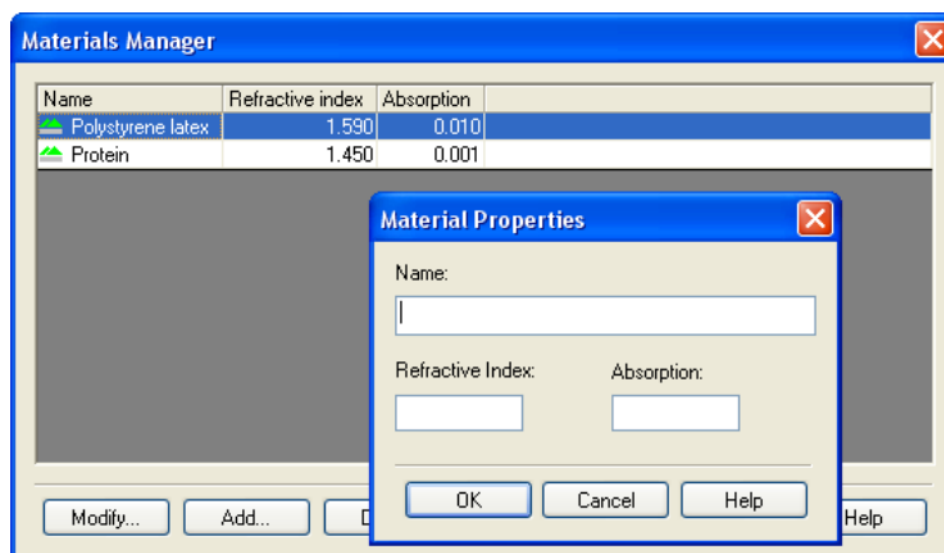 Materials Manager
Name Refractive index Absorption
Polystyrene latex 1.590 0.010
Protein 1.450 0.001
Material Properties
Name:
Refractive Index: Absorption:
OK Cancel Help
Modify... Add... Help